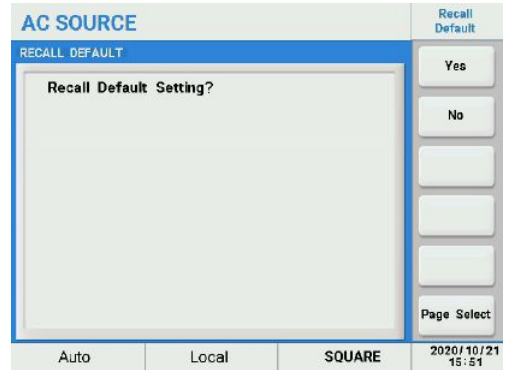 AC SOURCE
Recall
Default
RECALL DEFAULT
Recall Default Setting?
Yes
No
Page Select
Auto
Local
SQUARE
2020/10/21
15:51